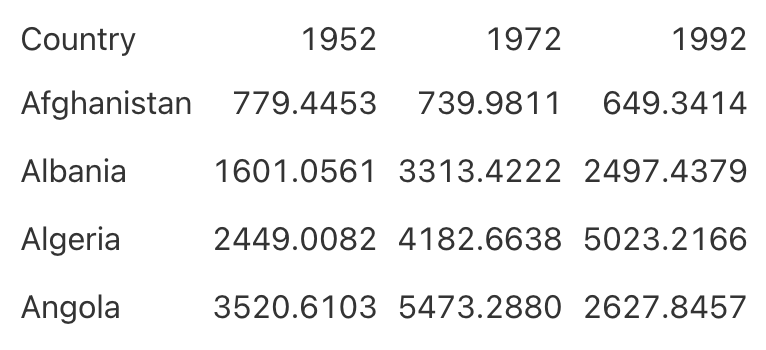 Country 1952 1972 1992
Afghanistan 779.4453 739.9811 649.3414
Albania 1601.0561 3313.4222 2497.4379
Algeria 2449.0082 4182.6638 5023.2166
Angola 3520.6103 5473.2880 2627.8457